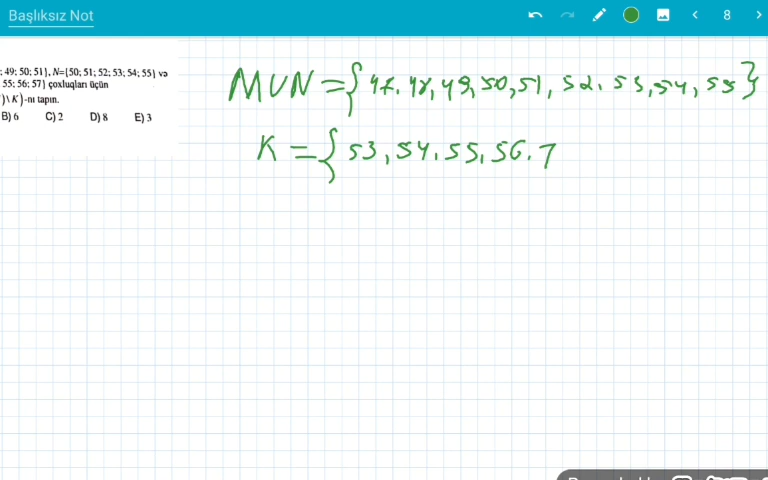 Başlıksız Not
8
; 49; 50; 51}, N={50; 51; 52; 53; 54; 55} və
55; 56; 57} çoxluqları üçün
)\ K)-nı tapın.
B) 6 C) 2 D) 8 E) 3
MUN = { 47, 48, 49, 50, 51, 52, 53, 54, 55 }
K = { 53, 54, 55, 56,